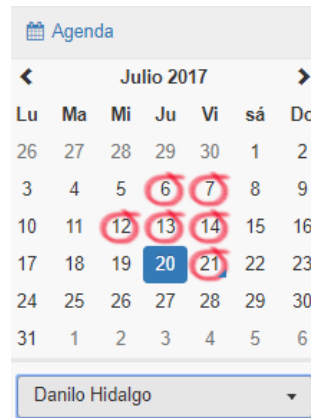 Agenda
Julio 2017
Lu Ma Mi Ju Vi sá Do
26 27 28 29 30 1 2
3 4 5 6 7 8 9
10 11 12 13 14 15 16
17 18 19 20 21 22 23
24 25 26 27 28 29 30
31 1 2 3 4 5 6
Danilo Hidalgo